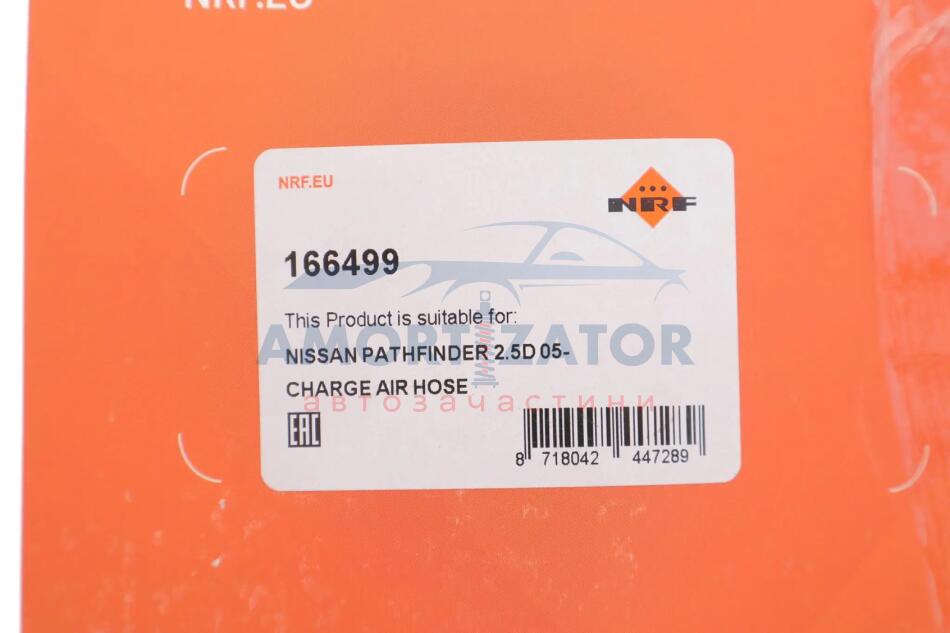 NRF.EU
NRF.EU
NRF
166499
This Product is suitable for:
AMORTIZATOR
NISSAN PATHFINDER 2.5D 05-
CHARGE AIR HOSE
автозапчастини
EAC
8 718042 447289